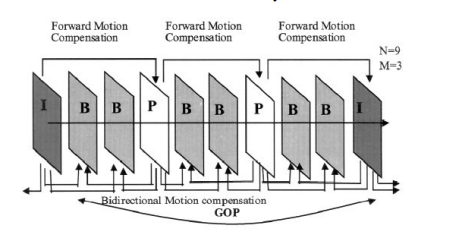 Forward Motion Compensation
Forward Motion Compensation
Forward Motion Compensation
N=9
M=3
I B B P B B P B B I
Bidirectional Motion compensation
GOP